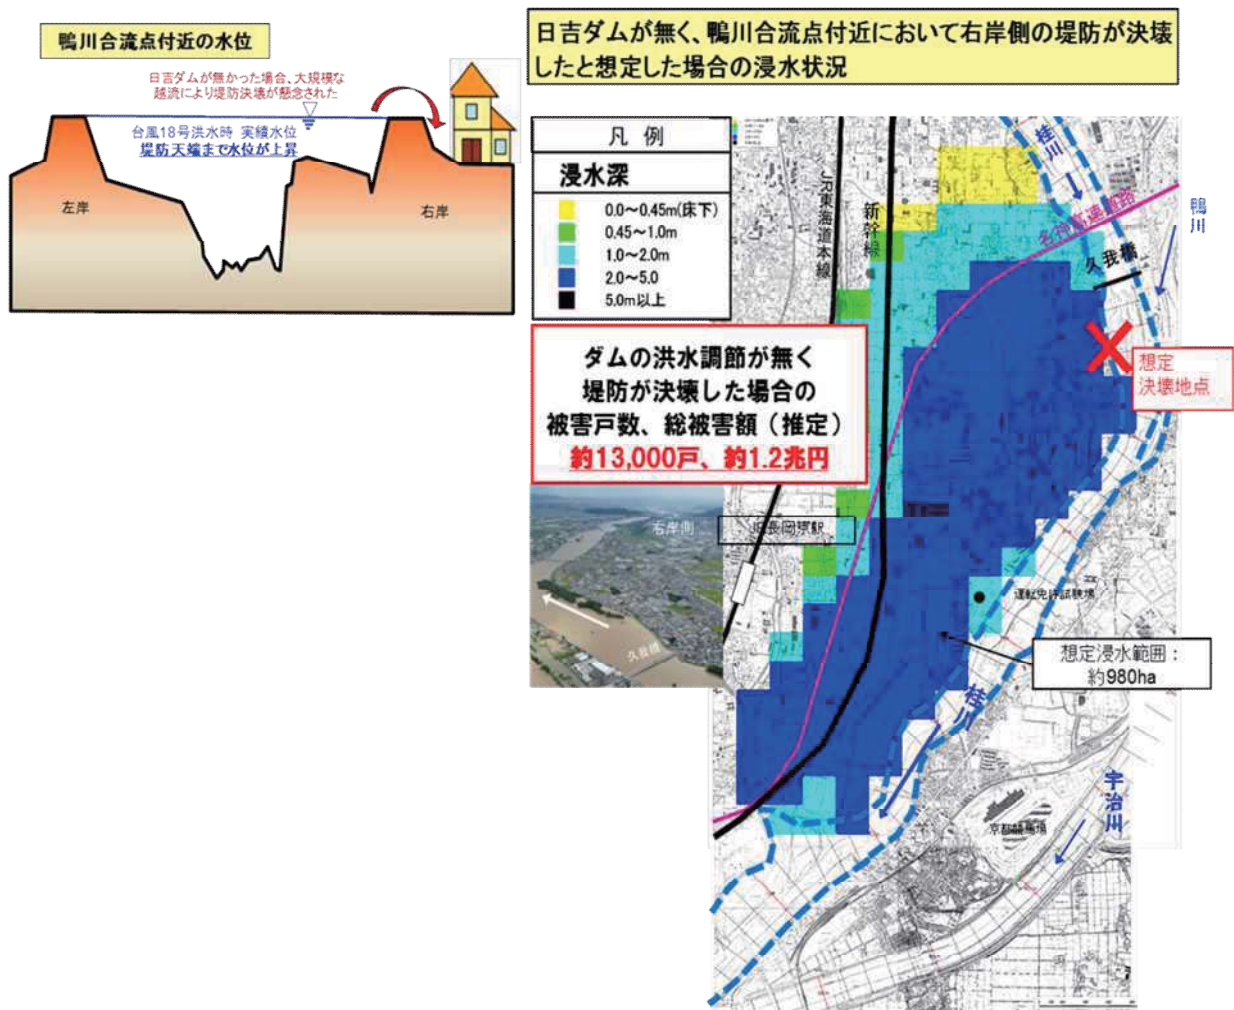 鴨川合流点付近の水位
日吉ダムが無かった場合、大規模な
越流により堤防決壊が懸念された
台風18号洪水時 実績水位
堤防天端まで水位が上昇
左岸
右岸
日吉ダムが無く、鴨川合流点付近において右岸側の堤防が決壊
したと想定した場合の浸水状況
凡 例
浸水深
0.0～0.45m(床下)
0.45～1.0m
1.0～2.0m
2.0～5.0
5.0m以上
ダムの洪水調節が無く
堤防が決壊した場合の
被害戸数、総被害額（推定）
約13,000戸、約1.2兆円
JR東海道本線
新幹線
桂川
名神高速道路
鴨川
久我橋
想定
決壊地点
右岸側
久我橋
JR長岡京駅
運転免許試験場
想定浸水範囲：
約980ha
桂川
宇治川
京都競馬場